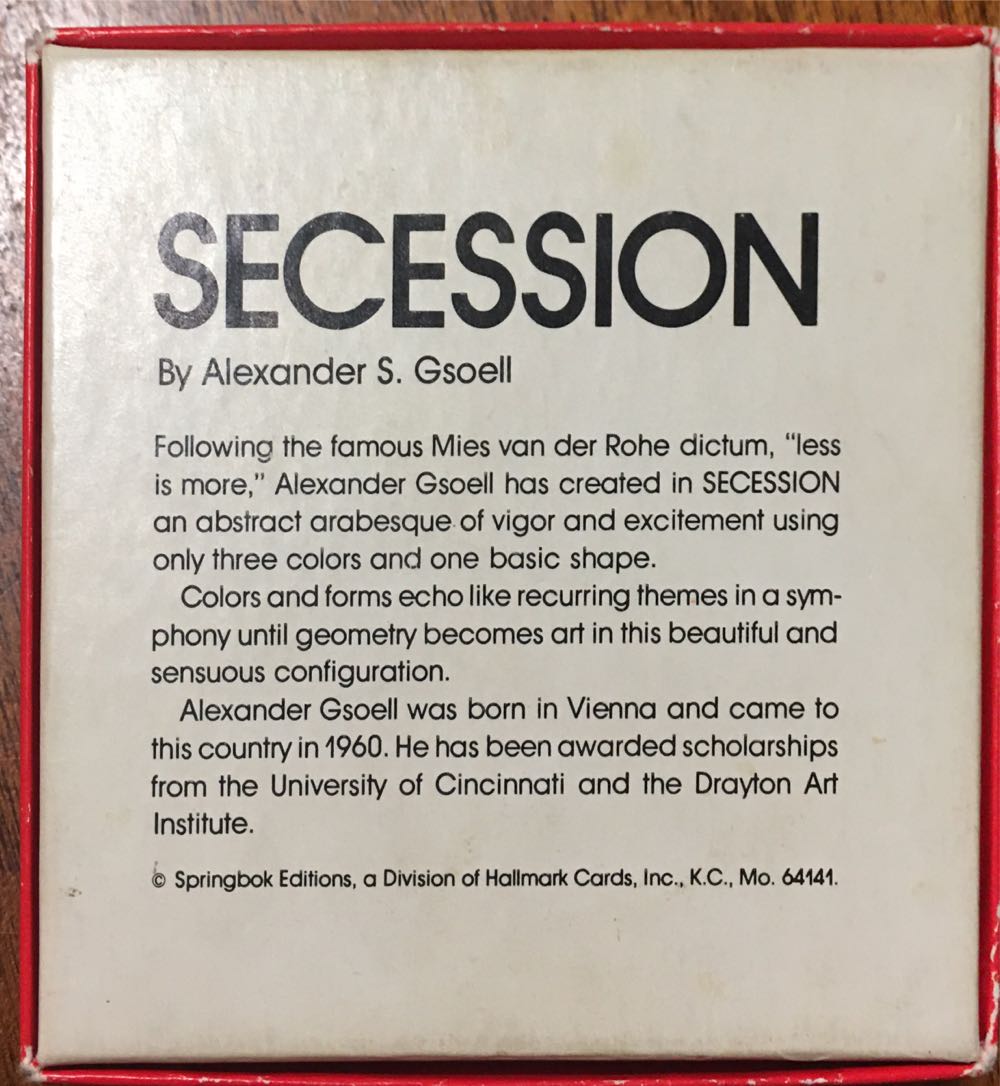 SECESSION
By Alexander S. Gsoell
Following the famous Mies van der Rohe dictum, “less
is more,” Alexander Gsoell has created in SECESSION
an abstract arabesque of vigor and excitement using
only three colors and one basic shape.
Colors and forms echo like recurring themes in a sym-
phony until geometry becomes art in this beautiful and
sensuous configuration.
Alexander Gsoell was born in Vienna and came to
this country in 1960. He has been awarded scholarships
from the University of Cincinnati and the Drayton Art
Institute.
© Springbok Editions, a Division of Hallmark Cards, Inc., K.C., Mo. 64141.